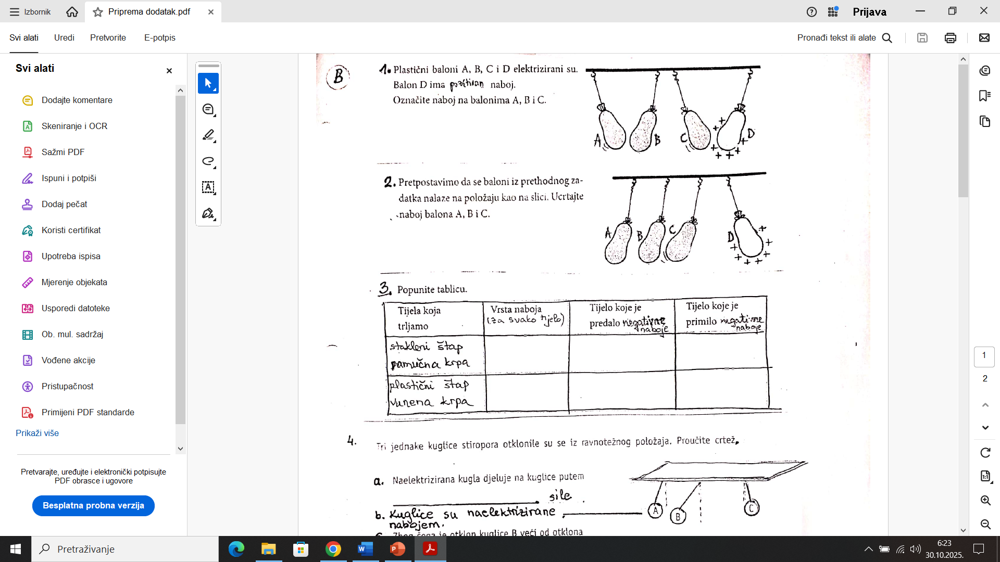 Izbornik
Priprema dodatak.pdf
Prijava
Svi alati
Uredi
Pretvorite
E-potpis
Pronađi tekst ili alate
Svi alati
Dodajte komentare
Skeniranje i OCR
Sažmi PDF
Ispuni i potpiši
Dodaj pečat
Koristi certifikat
Upotreba ispisa
Mjerenje objekata
Usporedi datoteke
Ob. mul. sadržaj
Vođene akcije
Pristupačnost
Primijeni PDF standarde
Prikaži više
Pretvarajte, uređujte i elektronički potpisujte
PDF obrasce i ugovore
Besplatna probna verzija
B
1. Plastični baloni A, B, C i D elektrizirani su.
Balon D ima pozitivan naboj.
Označite naboj na balonima A, B i C.
A B C D
2. Pretpostavimo da se baloni iz prethodnog za-
datka nalaze na položaju kao na slici. Ucrtajte
naboj balona A, B i C.
A B C D
3. Popunite tablicu.
Tijela koja
trljamo
Vrsta naboja
(za svako tijelo)
Tijelo koje je
predalo negativne
naboje
Tijelo koje je
primilo negativne
naboje
stakleni štap
pamučna krpa
plastični štap
vunena krpa
4. Tri jednake kuglice stiropora otklonile su se iz ravnotežnog položaja. Proučite crtež.
a. Naelektrizirana kugla djeluje na kuglice putem
sile
b. Kuglice su naelektrizirane
nabojem.
Zbog čega je otklon kuglice B veći od otklona
A B C
1
2
Pretraživanje
6:23
30.10.2025.